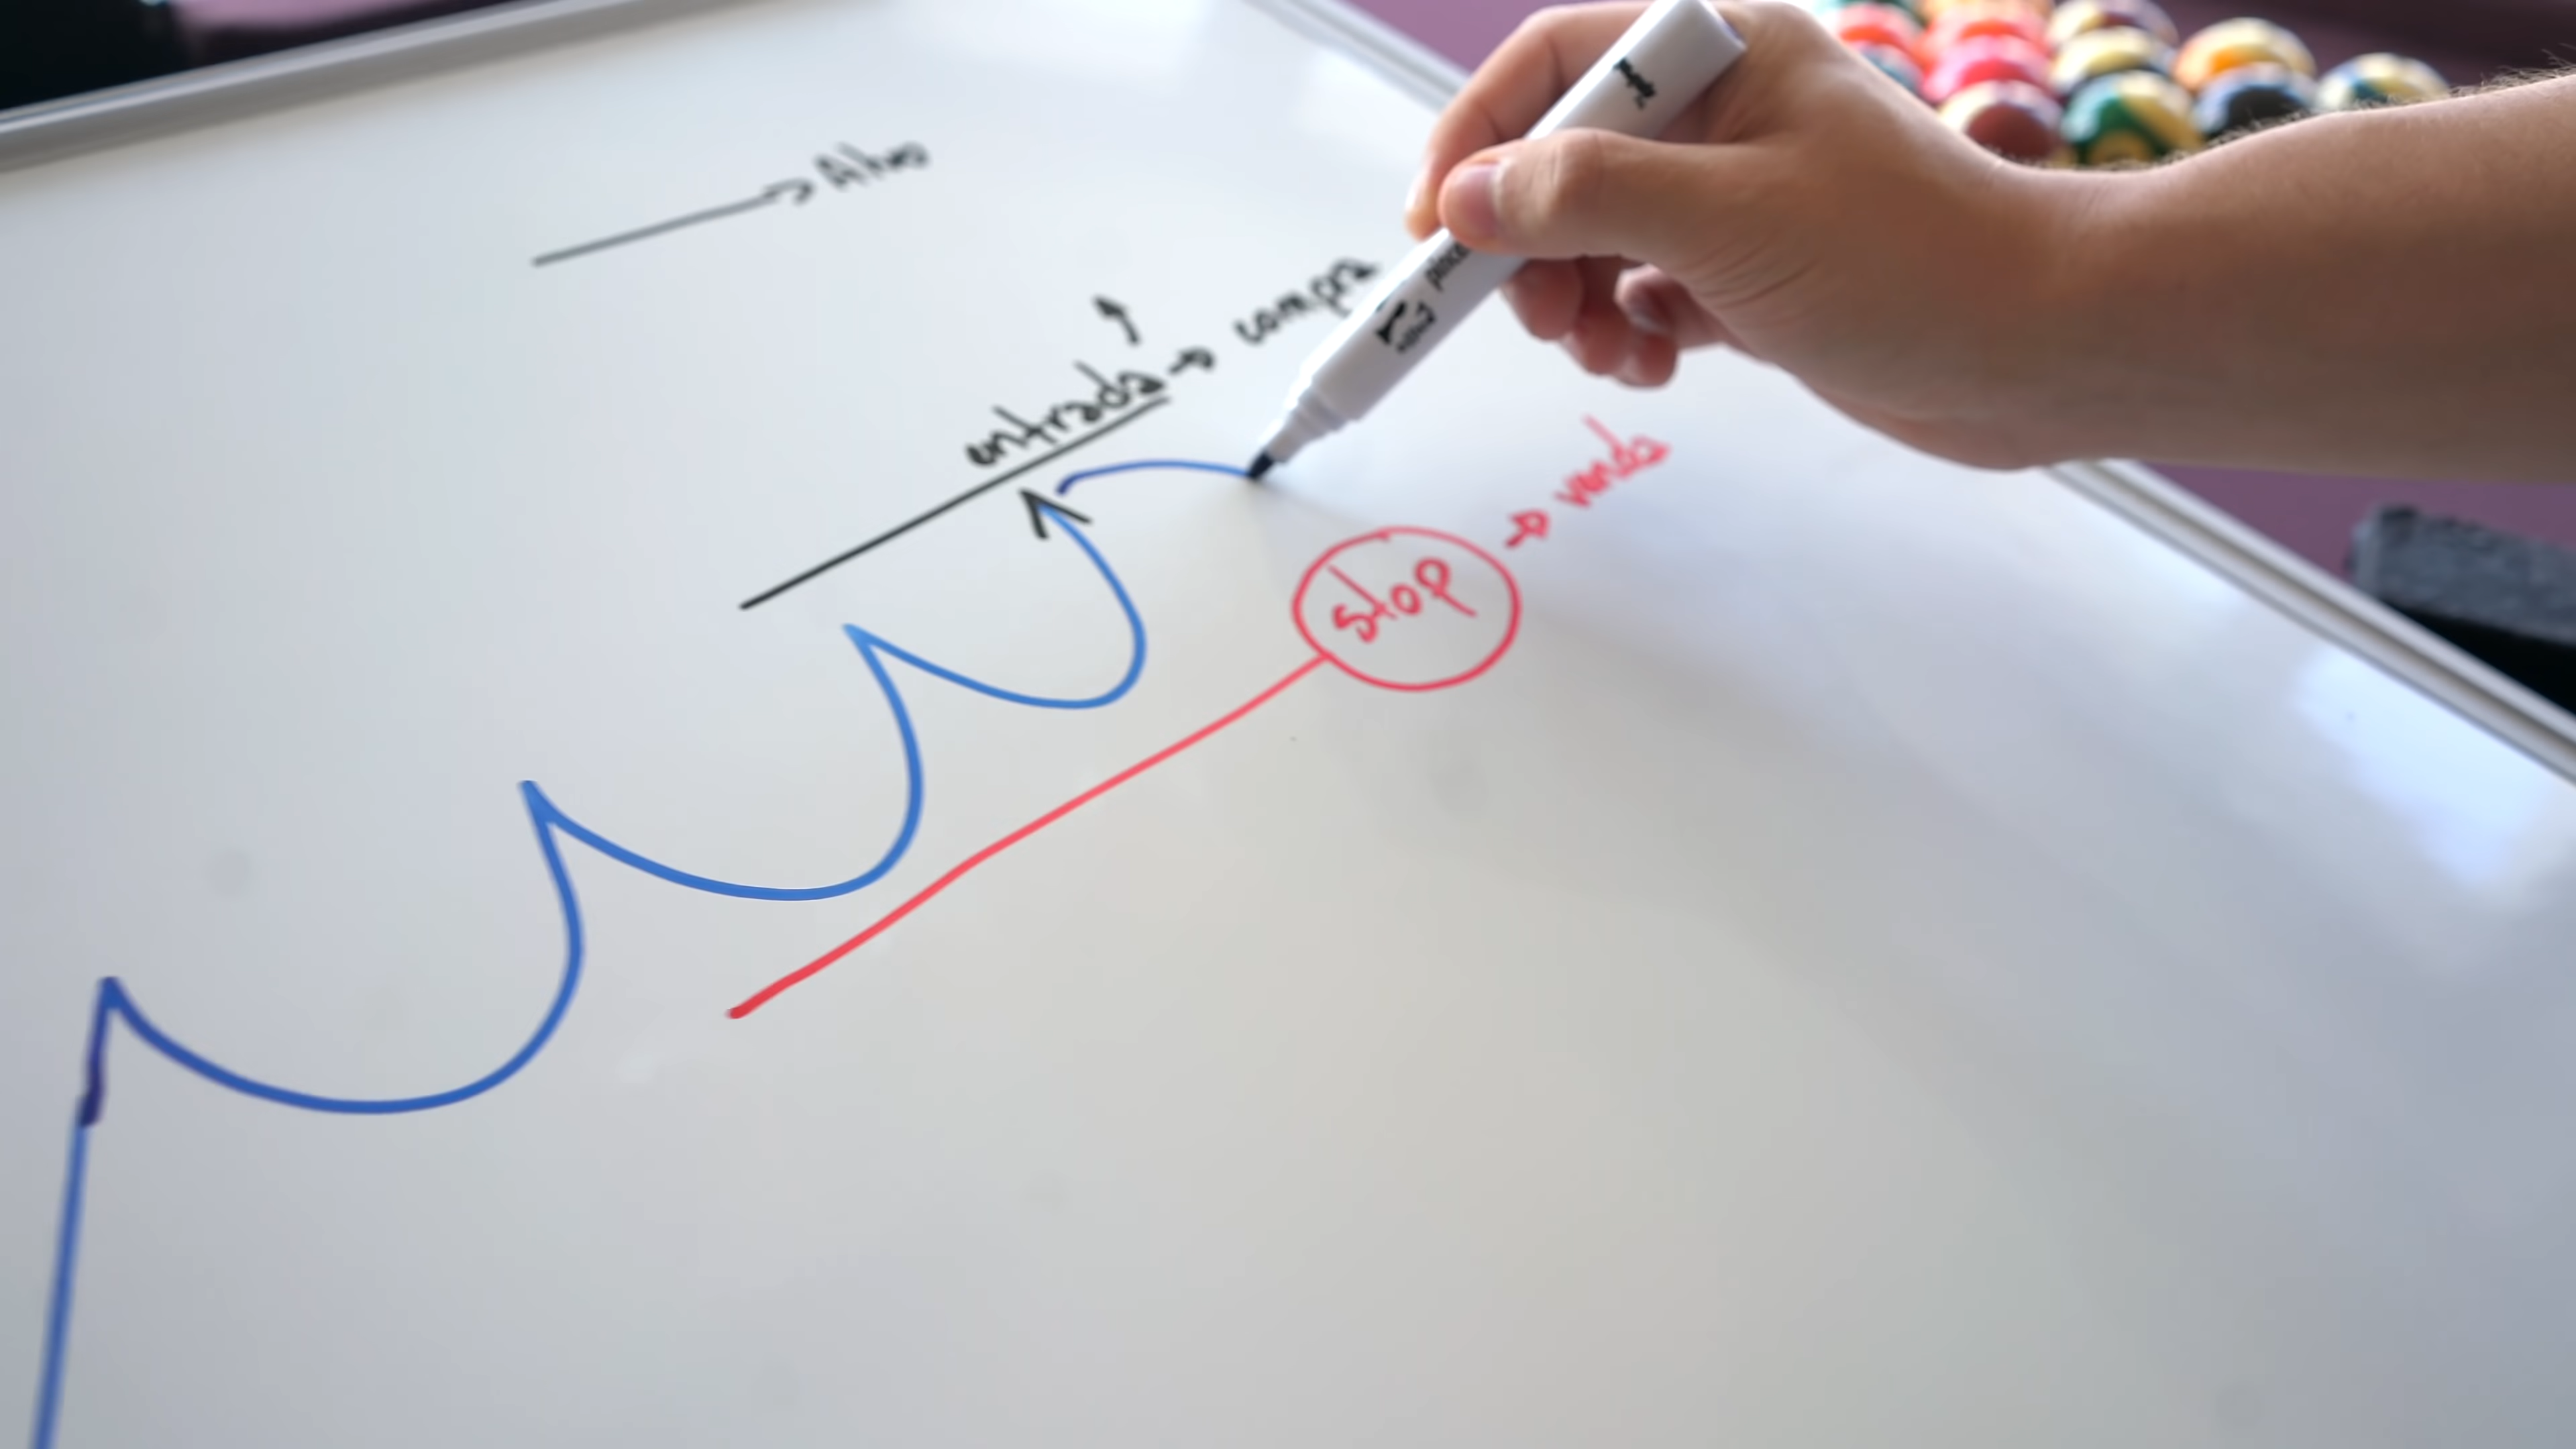 → Alvo
entrada → compra
stop → venda